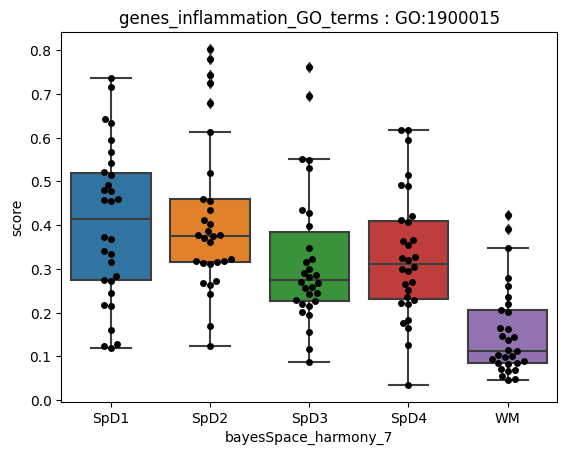 genes_inflammation_GO_terms : GO:1900015
0.8
0.7
0.6
0.5
0.4
0.3
0.2
0.1
0.0
score
SpD1 SpD2 SpD3 SpD4 WM
bayesSpace_harmony_7